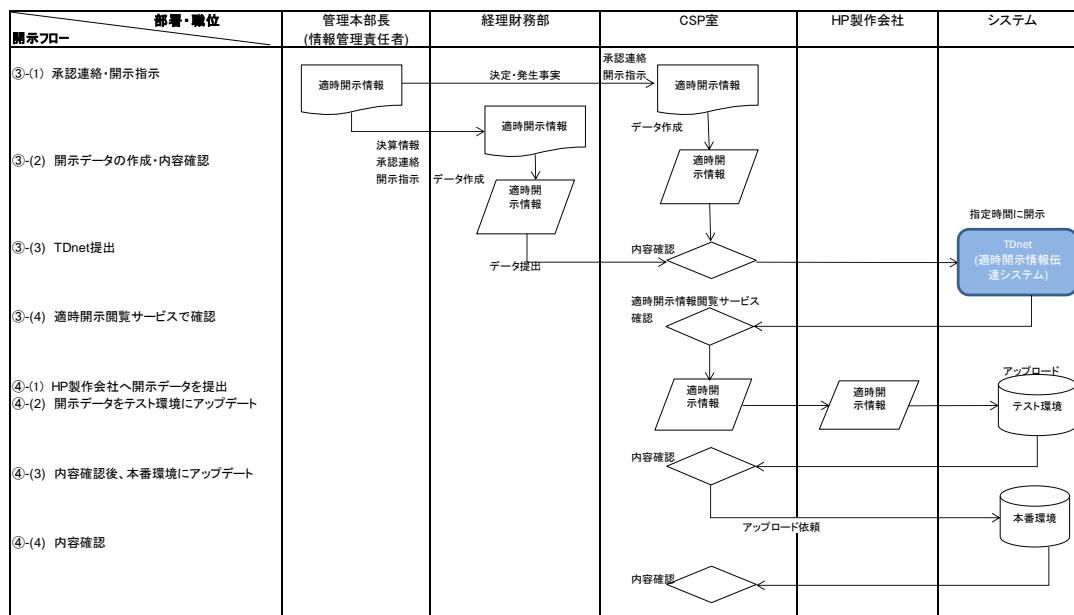 部署・職位
開示フロー
管理本部長
(情報管理責任者)
経理財務部
CSP室
HP製作会社
システム
③-(1) 承認連絡・開示指示
適時開示情報
決定・発生事実
承認連絡
開示指示
適時開示情報
適時開示情報
データ作成
決算情報
承認連絡
開示指示
③-(2) 開示データの作成・内容確認
データ作成
適時開
示情報
適時開
示情報
指定時間に開示
③-(3) TDnet提出
データ提出
内容確認
TDnet
(適時開示情報伝
達システム)
③-(4) 適時開示閲覧サービスで確認
適時開示情報閲覧サービス
確認
④-(1) HP製作会社へ開示データを提出
④-(2) 開示データをテスト環境にアップデート
適時開
示情報
適時開
示情報
アップロード
テスト環境
④-(3) 内容確認後、本番環境にアップデート
内容確認
アップロード依頼
本番環境
④-(4) 内容確認
内容確認